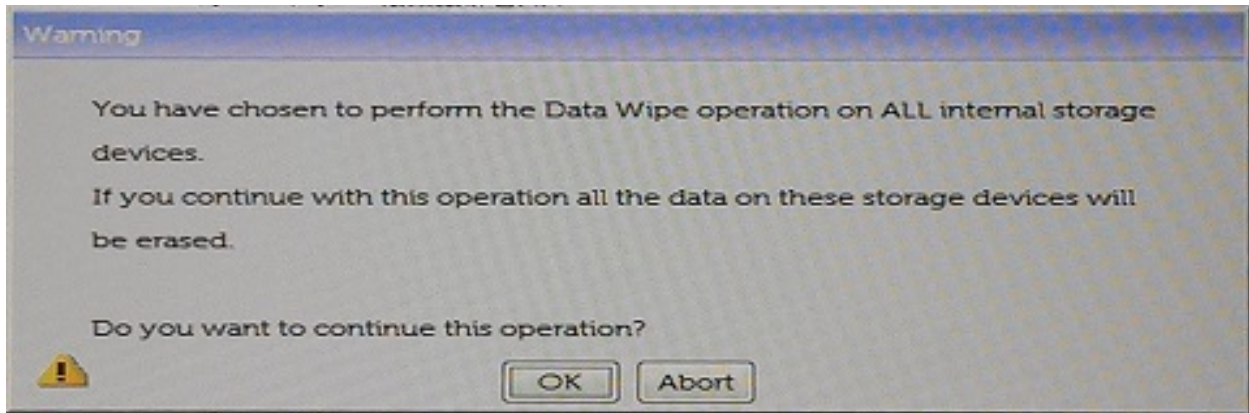 Warning
You have chosen to perform the Data Wipe operation on ALL internal storage
devices.
If you continue with this operation all the data on these storage devices will
be erased.
Do you want to continue this operation?
OK Abort